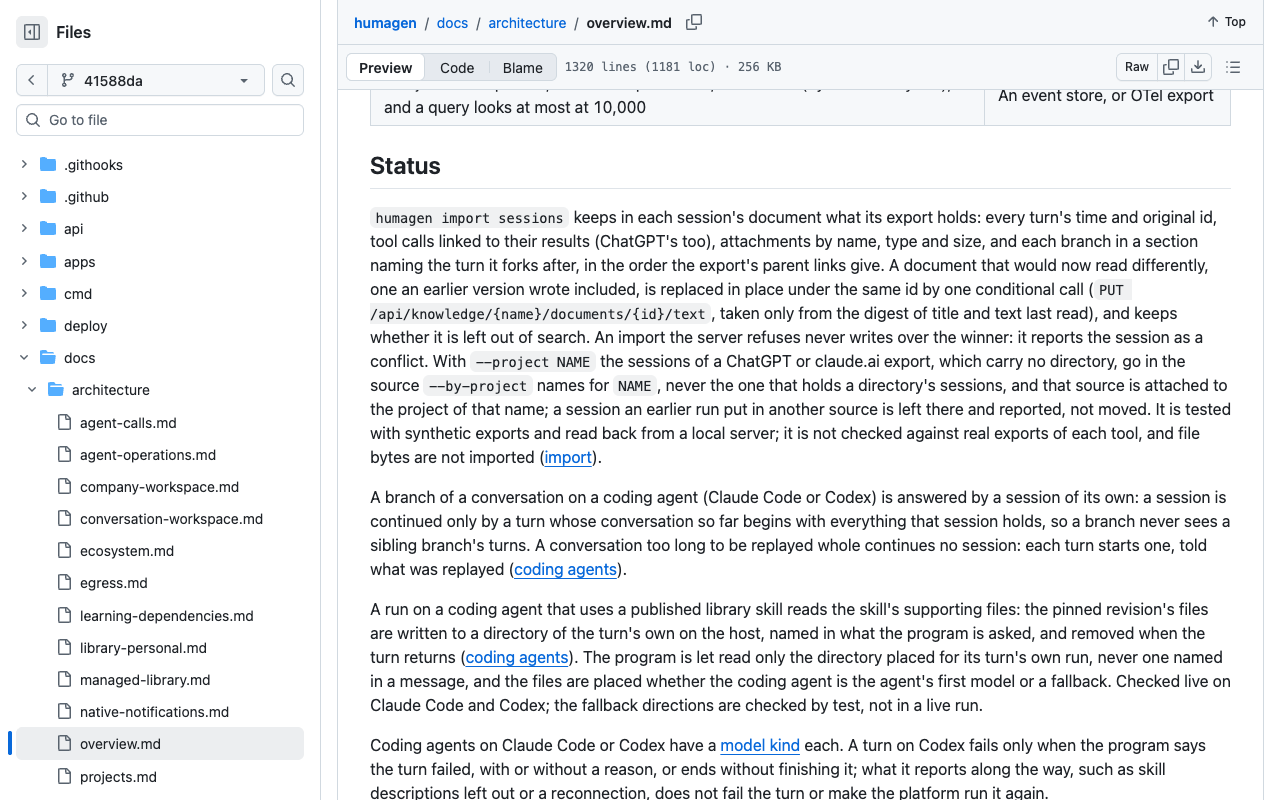 Files
humagen / docs / architecture / overview.md
Top
41588da
Preview Code Blame 1320 lines (1181 loc) · 256 KB
Raw
Go to file
.githooks
.github
api
apps
cmd
deploy
docs
architecture
agent-calls.md
agent-operations.md
company-workspace.md
conversation-workspace.md
ecosystem.md
egress.md
learning-dependencies.md
library-personal.md
managed-library.md
native-notifications.md
overview.md
projects.md
and a query looks at most at 10,000
An event store, or OTel export
Status
humagen import sessions keeps in each session's document what its export holds: every turn's time and original id,
tool calls linked to their results (ChatGPT's too), attachments by name, type and size, and each branch in a section
naming the turn it forks after, in the order the export's parent links give. A document that would now read differently,
one an earlier version wrote included, is replaced in place under the same id by one conditional call ( PUT
/api/knowledge/{name}/documents/{id}/text , taken only from the digest of title and text last read), and keeps
whether it is left out of search. An import the server refuses never writes over the winner: it reports the session as a
conflict. With --project NAME the sessions of a ChatGPT or claude.ai export, which carry no directory, go in the
source --by-project names for NAME , never the one that holds a directory's sessions, and that source is attached to
the project of that name; a session an earlier run put in another source is left there and reported, not moved. It is tested
with synthetic exports and read back from a local server; it is not checked against real exports of each tool, and file
bytes are not imported (import).
A branch of a conversation on a coding agent (Claude Code or Codex) is answered by a session of its own: a session is
continued only by a turn whose conversation so far begins with everything that session holds, so a branch never sees a
sibling branch's turns. A conversation too long to be replayed whole continues no session: each turn starts one, told
what was replayed (coding agents).
A run on a coding agent that uses a published library skill reads the skill's supporting files: the pinned revision's files
are written to a directory of the turn's own on the host, named in what the program is asked, and removed when the
turn returns (coding agents). The program is let read only the directory placed for its turn's own run, never one named
in a message, and the files are placed whether the coding agent is the agent's first model or a fallback. Checked live on
Claude Code and Codex; the fallback directions are checked by test, not in a live run.
Coding agents on Claude Code or Codex have a model kind each. A turn on Codex fails only when the program says
the turn failed, with or without a reason, or ends without finishing it; what it reports along the way, such as skill
descriptions left out or a reconnection, does not fail the turn or make the platform run it again.